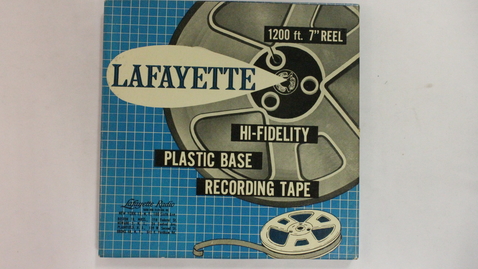 1200 ft. 7" REEL
LAFAYETTE
HI-FIDELITY
PLASTIC BASE
RECORDING TAPE
Lafayette Radio